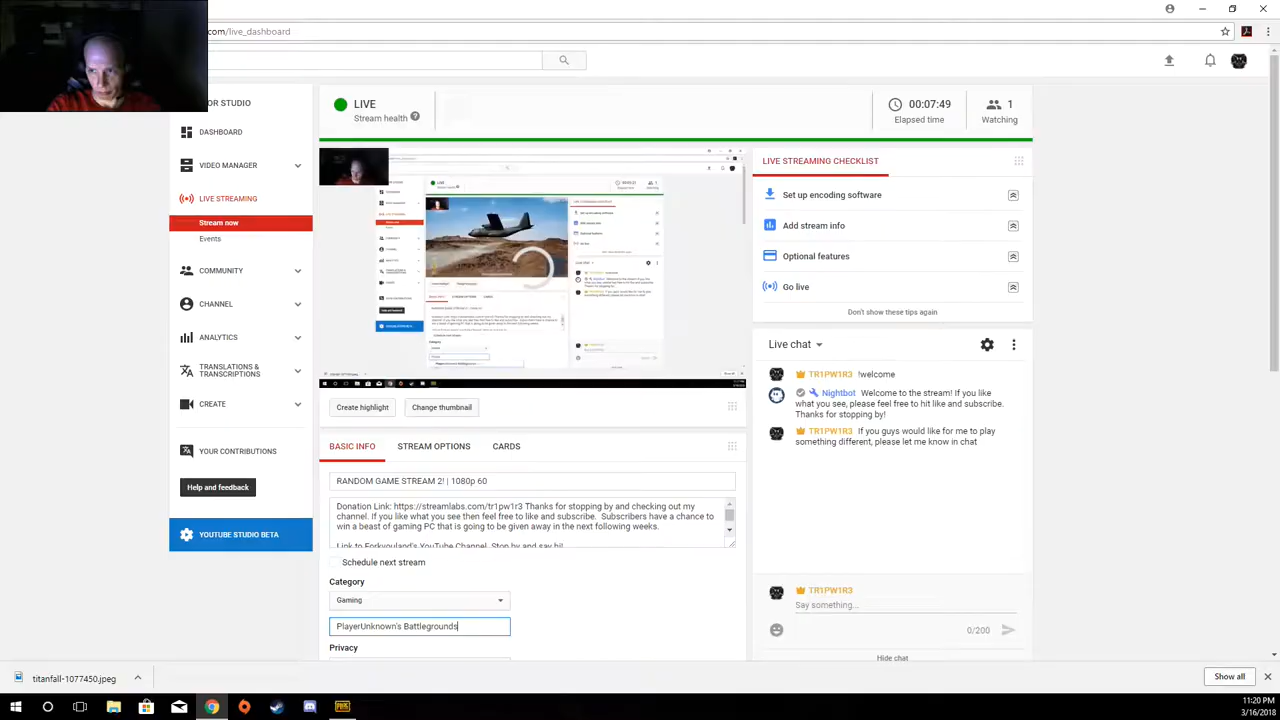 com/live_dashboard
OR STUDIO
DASHBOARD
VIDEO MANAGER
LIVE STREAMING
Stream now
Events
COMMUNITY
CHANNEL
ANALYTICS
TRANSLATIONS &
TRANSCRIPTIONS
CREATE
YOUR CONTRIBUTIONS
Help and feedback
YOUTUBE STUDIO BETA
LIVE
Stream health
00:07:49
Elapsed time
1
Watching
Create highlight
Change thumbnail
BASIC INFO
STREAM OPTIONS
CARDS
RANDOM GAME STREAM 2! | 1080p 60
Donation Link: https://streamlabs.com/tr1pw1r3 Thanks for stopping by and checking out my
channel. If you like what you see then feel free to like and subscribe. Subscribers have a chance to
win a beast of gaming PC that is going to be given away in the next following weeks.
Link to Forkyouland's YouTube Channel. Stop by and say hi!
Schedule next stream
Category
Gaming
PlayerUnknown's Battlegrounds
Privacy
LIVE STREAMING CHECKLIST
Set up encoding software
Add stream info
Optional features
Go live
Don't show these tips again
Live chat
TR1PW1R3 !welcome
Nightbot Welcome to the stream! If you like
what you see, please feel free to hit like and subscribe.
Thanks for stopping by!
TR1PW1R3 If you guys would like for me to play
something different, please let me know in chat
TR1PW1R3
Say something...
0/200
Hide chat
titanfall-1077450.jpeg
Show all
11:20 PM
3/16/2018